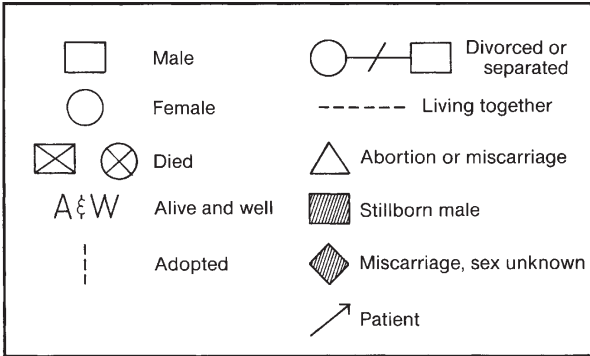 Male
Female
Died
A&W Alive and well
Adopted
Divorced or
separated
Living together
Abortion or miscarriage
Stillborn male
Miscarriage, sex unknown
Patient